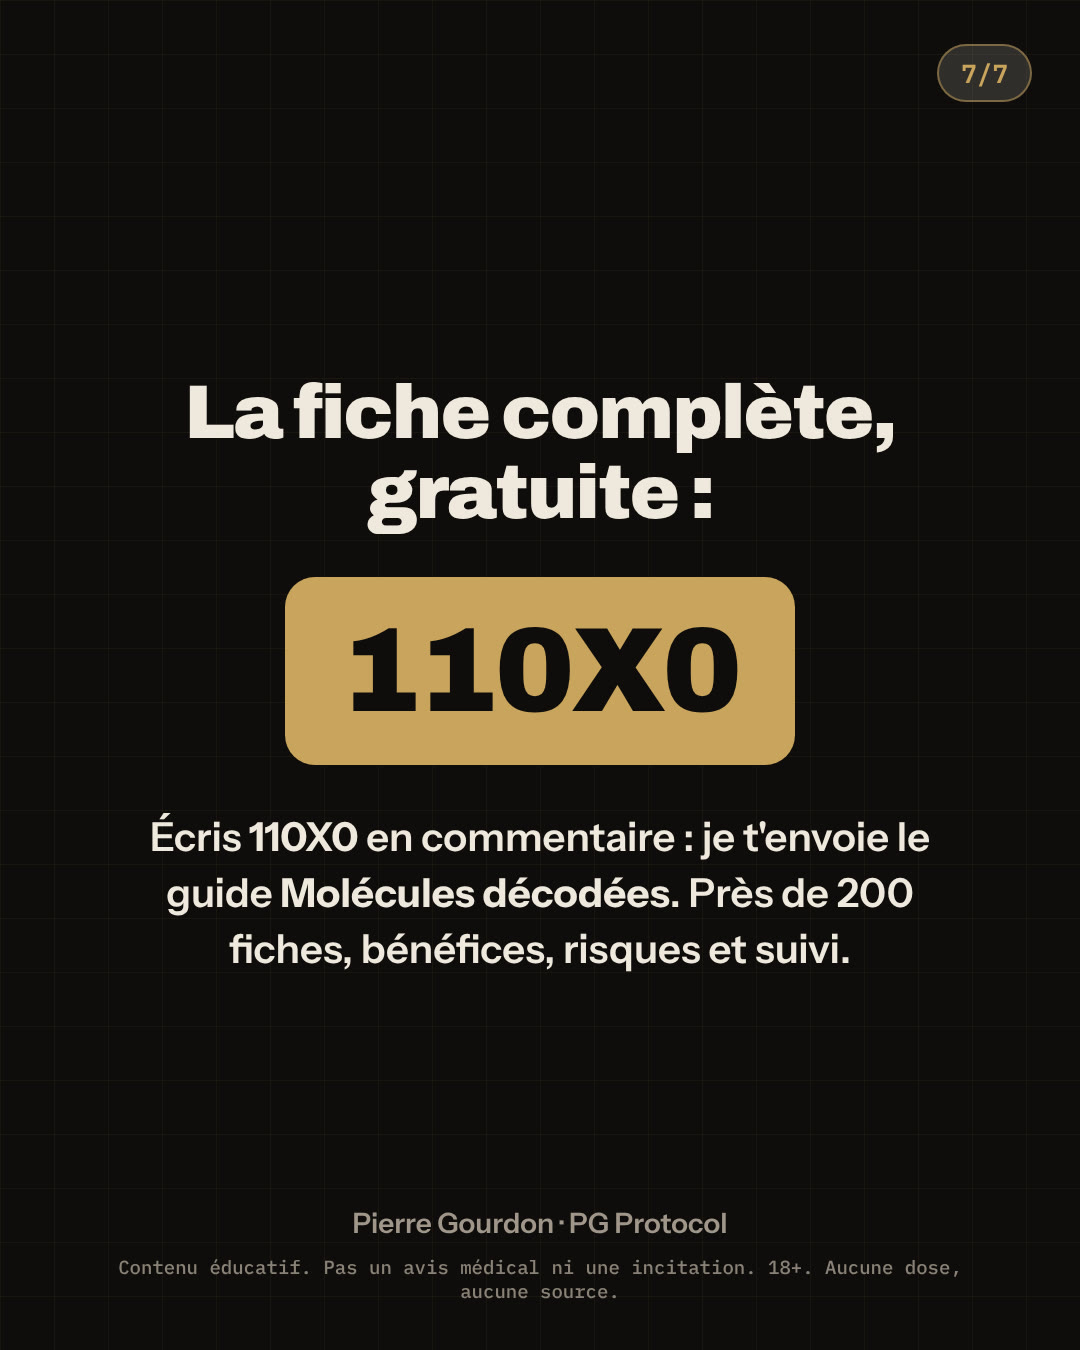 7/7
La fiche complète,
gratuite :
110X0
Écris 110X0 en commentaire : je t'envoie le
guide Molécules décodées. Près de 200
fiches, bénéfices, risques et suivi.
Pierre Gourdon · PG Protocol
Contenu éducatif. Pas un avis médical ni une incitation. 18+. Aucune dose,
aucune source.